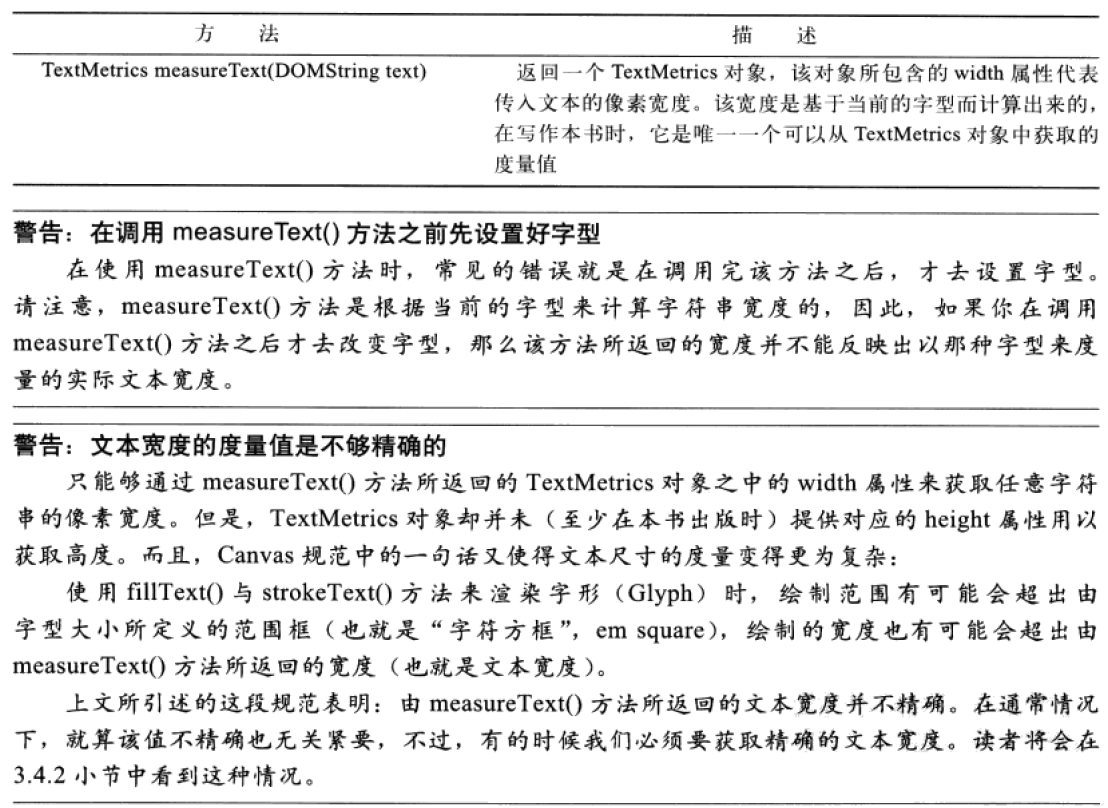 方 法 描 述
TextMetrics measureText(DOMString text) 返回一个 TextMetrics 对象，该对象所包含的 width 属性代表
传入文本的像素宽度。该宽度是基于当前的字型而计算出来的，
在写作本书时，它是唯一一个可以从 TextMetrics 对象中获取的
度量值
警告：在调用 measureText() 方法之前先设置好字型
在使用 measureText() 方法时，常见的错误就是在调用完该方法之后，才去设置字型。
请注意，measureText() 方法是根据当前的字型来计算字符串宽度的，因此，如果你在调用
measureText() 方法之后才去改变字型，那么该方法所返回的宽度并不能反映出以那种字型来度
量的实际文本宽度。
警告：文本宽度的度量值是不够精确的
只能够通过 measureText() 方法所返回的 TextMetrics 对象之中的 width 属性来获取任意字符
串的像素宽度。但是，TextMetrics 对象却并未（至少在本书出版时）提供对应的 height 属性用以
获取高度。而且，Canvas 规范中的一句话又使得文本尺寸的度量变得更为复杂：
使用 fillText() 与 strokeText() 方法来渲染字形（Glyph）时，绘制范围有可能会超出由
字型大小所定义的范围框（也就是“字符方框”，em square），绘制的宽度也有可能会超出由
measureText() 方法所返回的宽度（也就是文本宽度）。
上文所引述的这段规范表明：由 measureText() 方法所返回的文本宽度并不精确。在通常情况
下，就算该值不精确也无关紧要，不过，有的时候我们必须要获取精确的文本宽度。读者将会在
3.4.2 小节中看到这种情况。